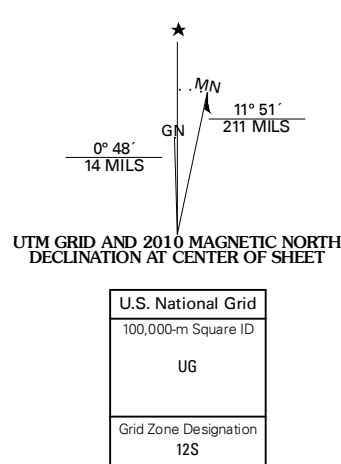 ★
MN
11° 51´
211 MILS
GN
0° 48´
14 MILS
UTM GRID AND 2010 MAGNETIC NORTH
DECLINATION AT CENTER OF SHEET
U.S. National Grid
100,000-m Square ID
UG
Grid Zone Designation
12S